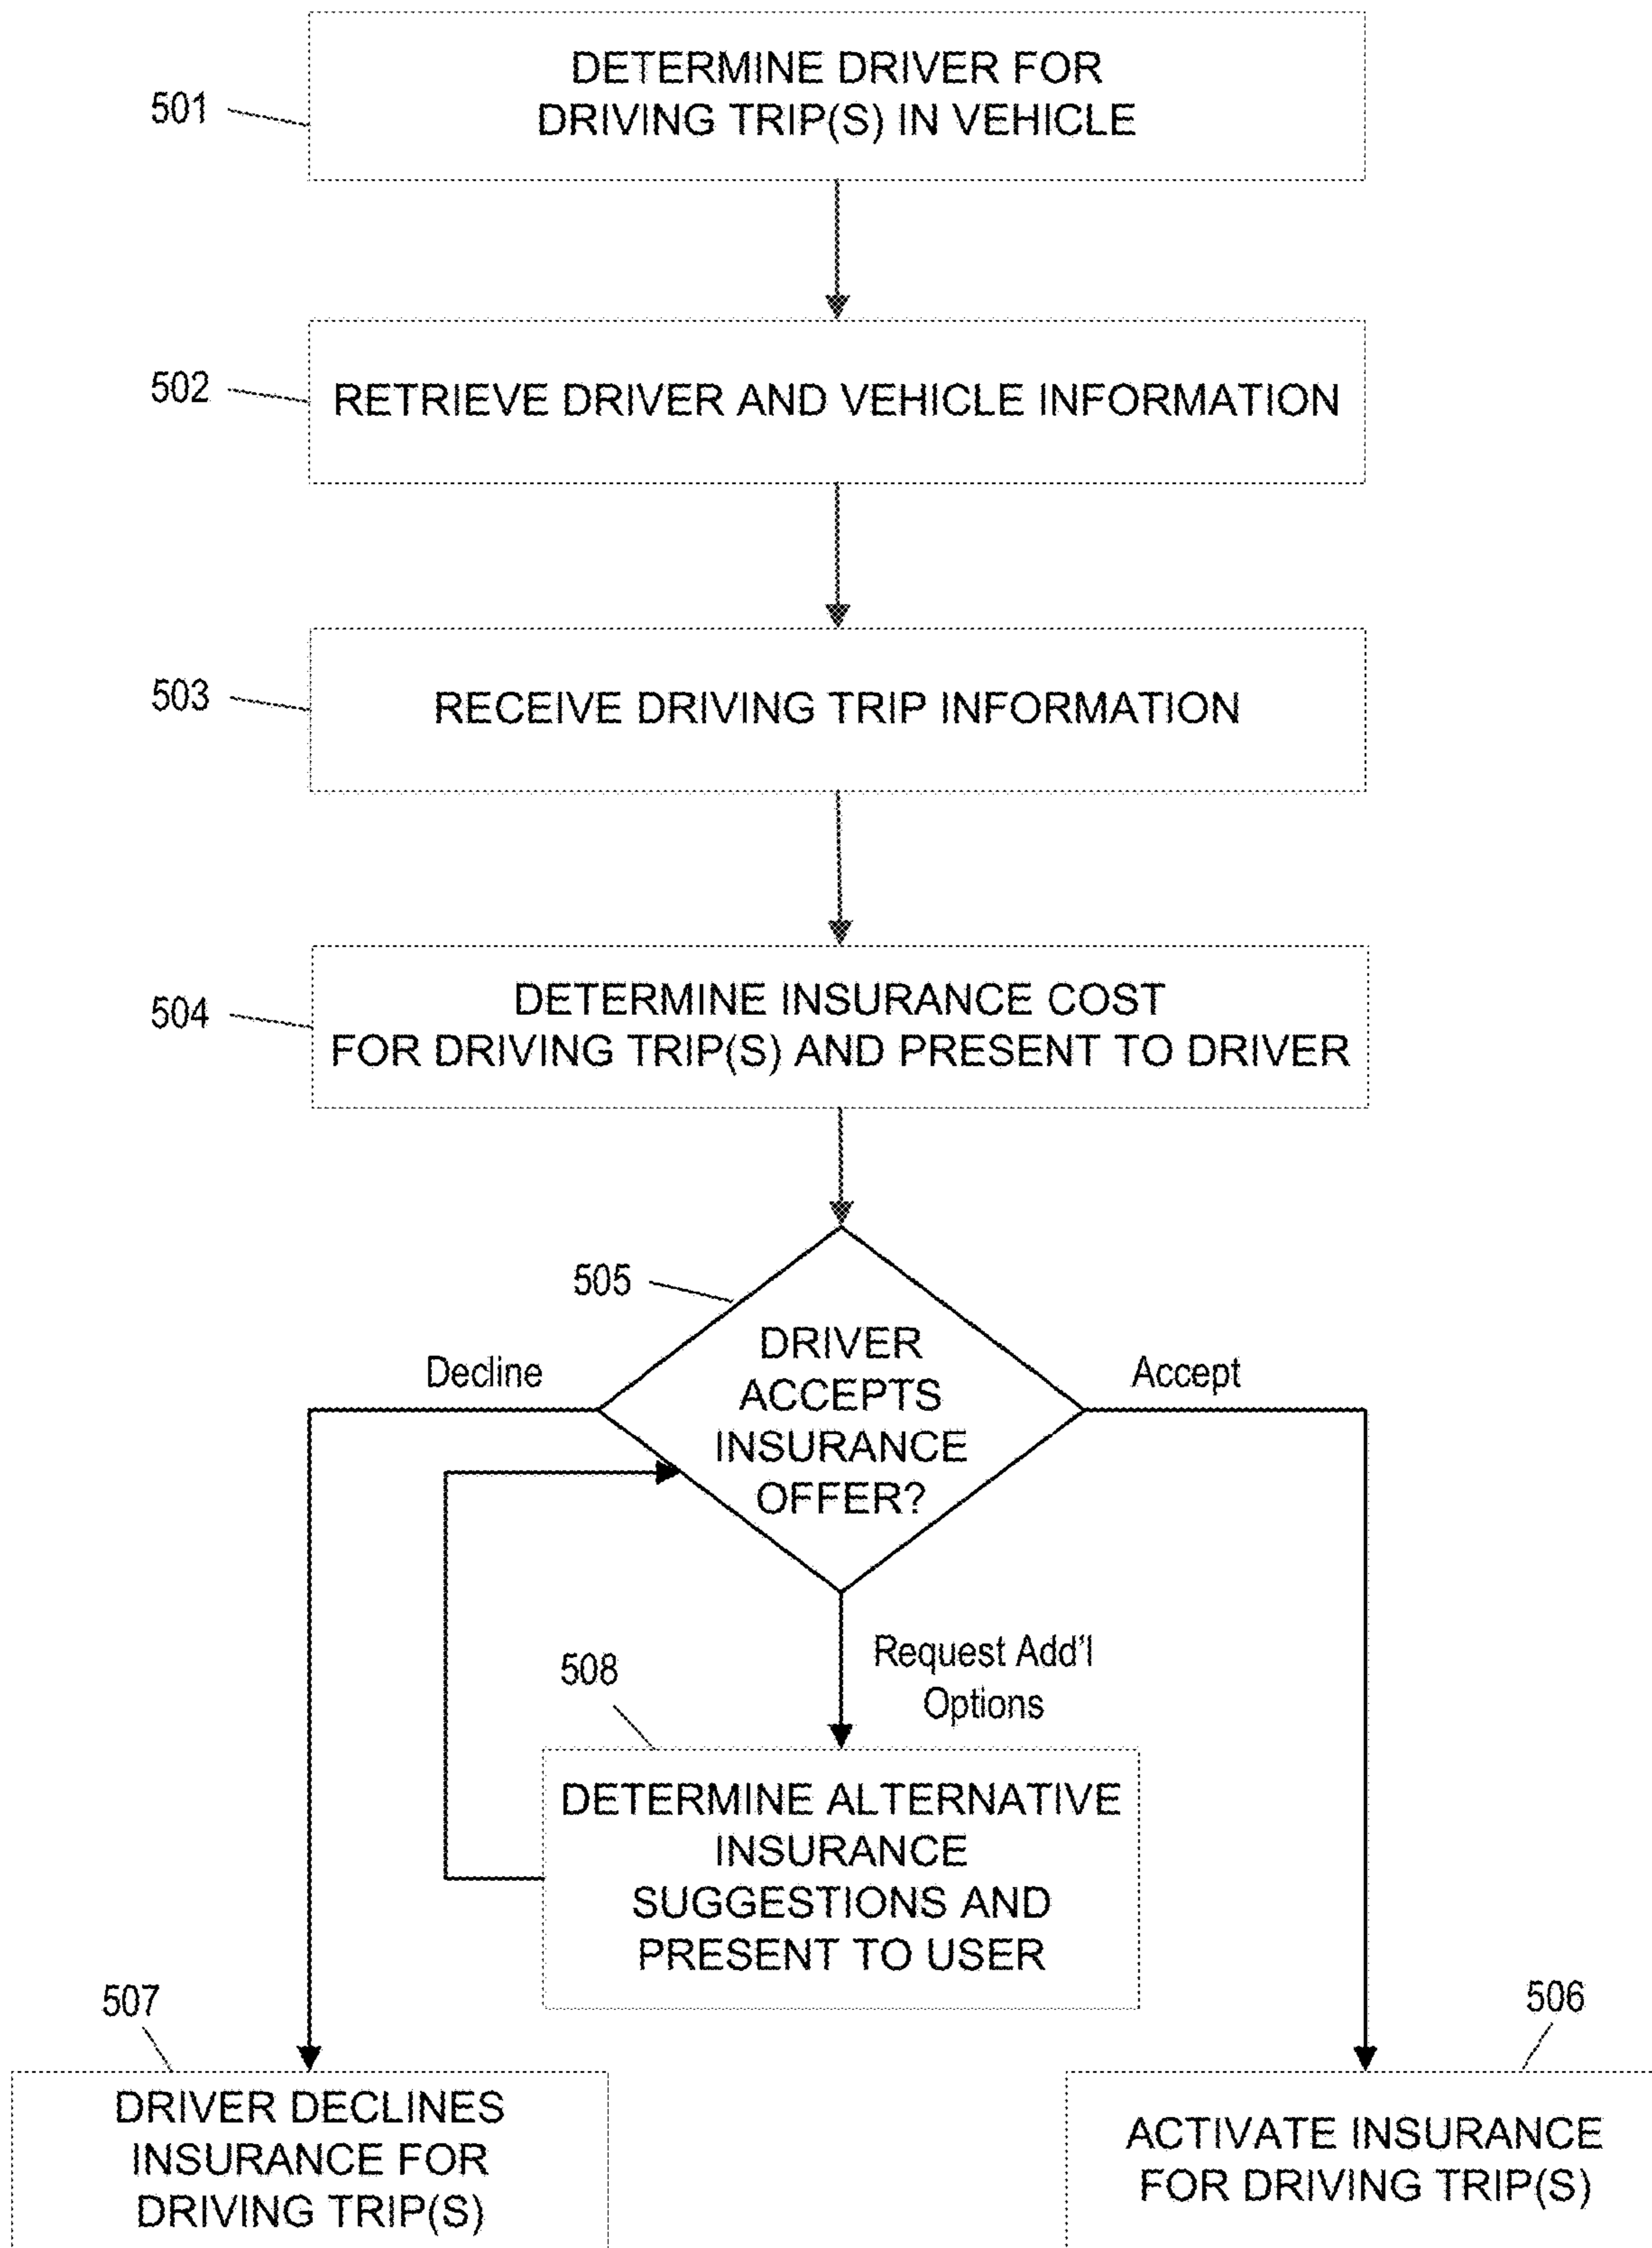 501
DETERMINE DRIVER FOR
DRIVING TRIP(S) IN VEHICLE
502
RETRIEVE DRIVER AND VEHICLE INFORMATION
503
RECEIVE DRIVING TRIP INFORMATION
504
DETERMINE INSURANCE COST
FOR DRIVING TRIP(S) AND PRESENT TO DRIVER
505
DRIVER
ACCEPTS
INSURANCE
OFFER?
Decline
Accept
Request Add'l
Options
508
DETERMINE ALTERNATIVE
INSURANCE
SUGGESTIONS AND
PRESENT TO USER
507
DRIVER DECLINES
INSURANCE FOR
DRIVING TRIP(S)
506
ACTIVATE INSURANCE
FOR DRIVING TRIP(S)